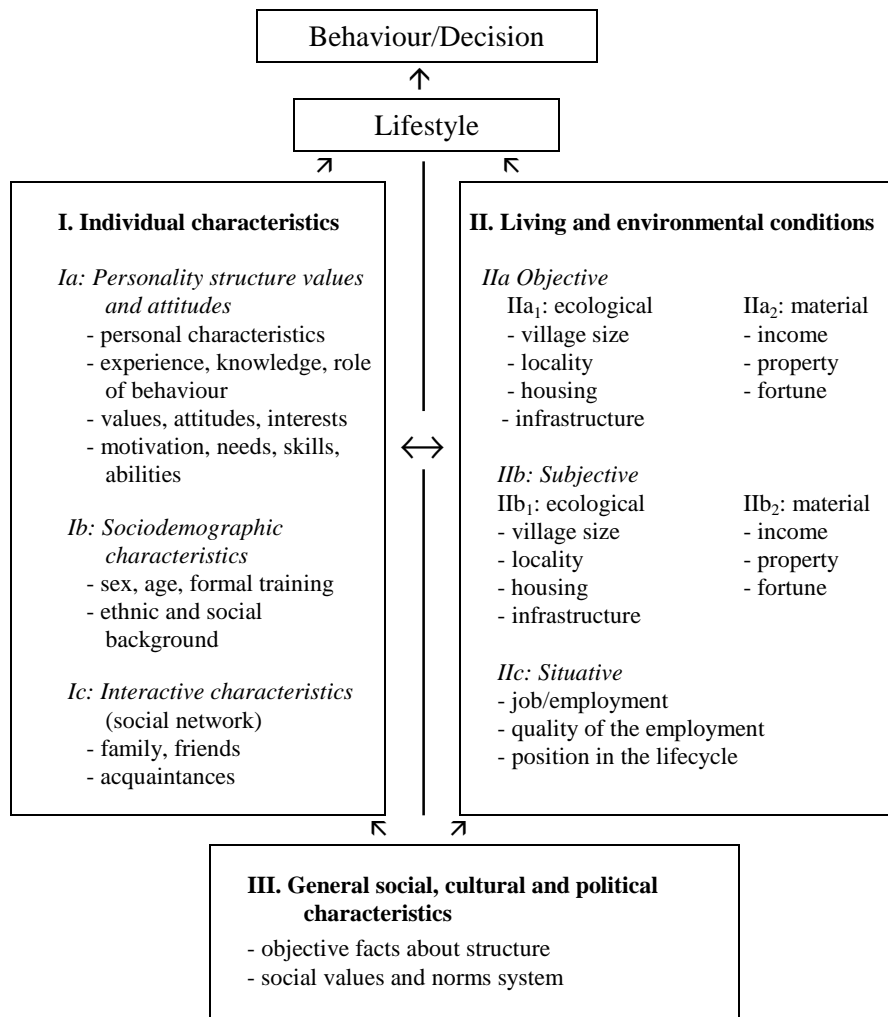 Behaviour/Decision
Lifestyle
I. Individual characteristics
Ia: Personality structure values
and attitudes
- personal characteristics
- experience, knowledge, role
of behaviour
- values, attitudes, interests
- motivation, needs, skills,
abilities
Ib: Sociodemographic
characteristics
- sex, age, formal training
- ethnic and social
background
Ic: Interactive characteristics
(social network)
- family, friends
- acquaintances
II. Living and environmental conditions
IIa Objective
IIa₁: ecological
- village size
- locality
- housing
- infrastructure
IIa₂: material
- income
- property
- fortune
IIb: Subjective
IIb₁: ecological
- village size
- locality
- housing
- infrastructure
IIb₂: material
- income
- property
- fortune
IIc: Situative
- job/employment
- quality of the employment
- position in the lifecycle
III. General social, cultural and political
characteristics
- objective facts about structure
- social values and norms system